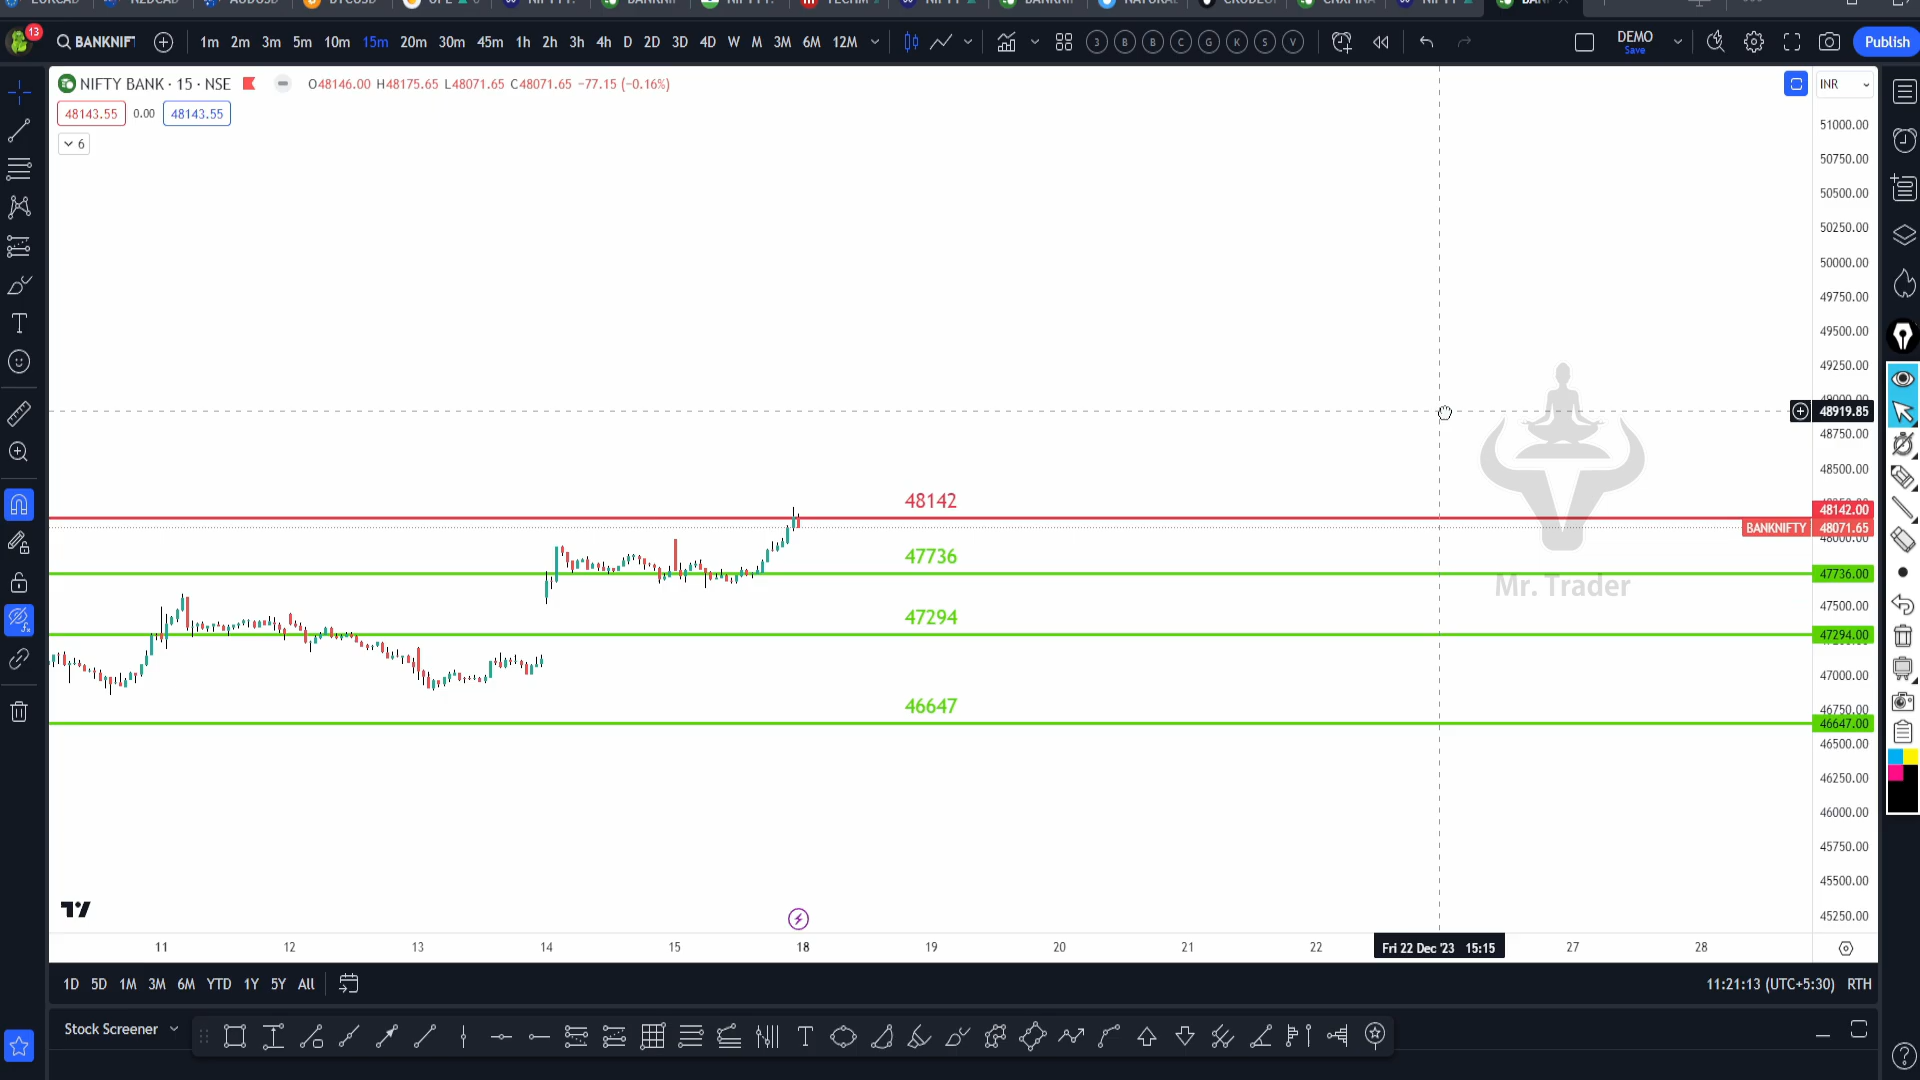 BANKNIF
1m 2m 3m 5m 10m 15m 20m 30m 45m 1h 2h 3h 4h D 2D 3D 4D W M 3M 6M 12M
3 B B C G K S V
DEMO
Save
Publish
13
NIFTY BANK · 15 · NSE
O48146.00 H48175.65 L48071.65 C48071.65 −77.15 (−0.16%)
INR
48143.55 0.00 48143.55
6
51000.00
50750.00
50500.00
50250.00
50000.00
49750.00
49500.00
49250.00
48919.85
48750.00
48500.00
48142
48142.00
BANKNIFTY 48071.65
48000.00
47736
47736.00
Mr. Trader
47500.00
47294
47294.00
47000.00
46750.00
46647
46647.00
46500.00
46250.00
46000.00
45750.00
45500.00
45250.00
11 12 13 14 15 18 19 20 21 22 Fri 22 Dec '23 15:15 27 28
1D 5D 1M 3M 6M YTD 1Y 5Y All
11:21:13 (UTC+5:30) RTH
Stock Screener